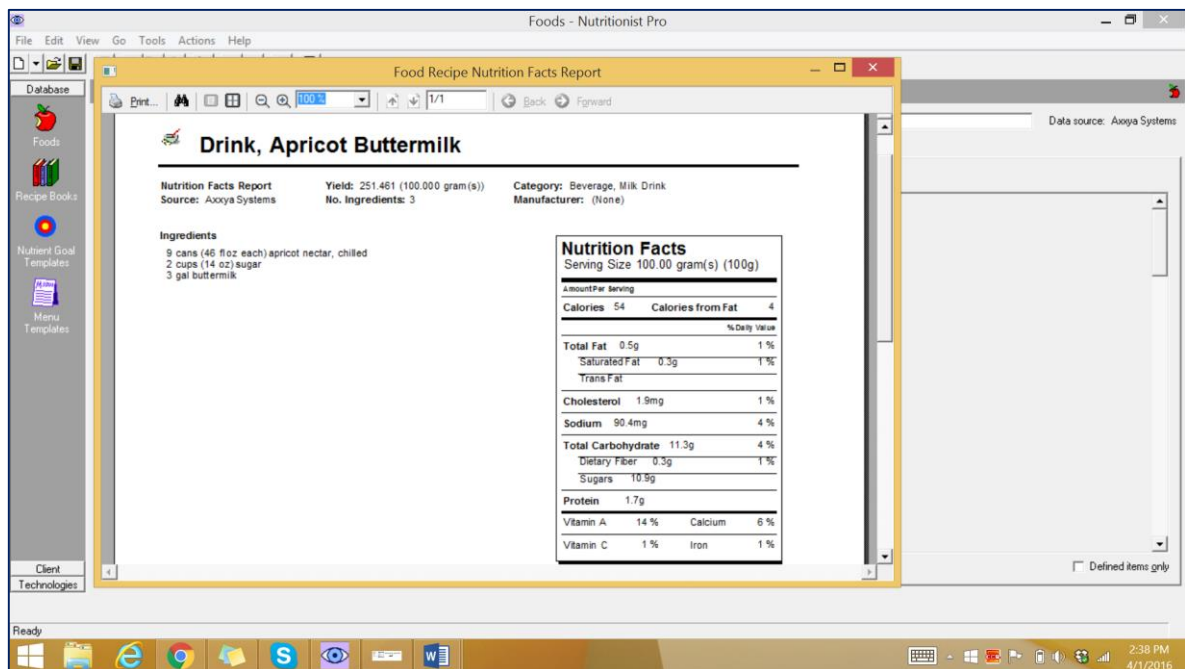 Foods - Nutritionist Pro
File Edit View Go Tools Actions Help
Database
Foods
Recipe Books
Nutrient Goal
Templates
Menu
Templates
Client
Technologies
Data source: Axxya Systems
Food Recipe Nutrition Facts Report
Print... 100% 1/1 Back Forward
Drink, Apricot Buttermilk
Nutrition Facts Report Yield: 251.461 (100.000 gram(s)) Category: Beverage, Milk Drink
Source: Axxya Systems No. Ingredients: 3 Manufacturer: (None)
Ingredients
9 cans (46 floz each) apricot nectar, chilled
2 cups (14 oz) sugar
3 gal buttermilk
Nutrition Facts
Serving Size 100.00 gram(s) (100g)
Amount Per Serving
Calories 54 Calories from Fat 4
% Daily Value
Total Fat 0.5g 1 %
Saturated Fat 0.3g 1 %
Trans Fat
Cholesterol 1.9mg 1 %
Sodium 90.4mg 4 %
Total Carbohydrate 11.3g 4 %
Dietary Fiber 0.3g 1 %
Sugars 10.9g
Protein 1.7g
Vitamin A 14 % Calcium 6 %
Vitamin C 1 % Iron 1 %
Defined items only
Ready
2:38 PM
4/1/2016